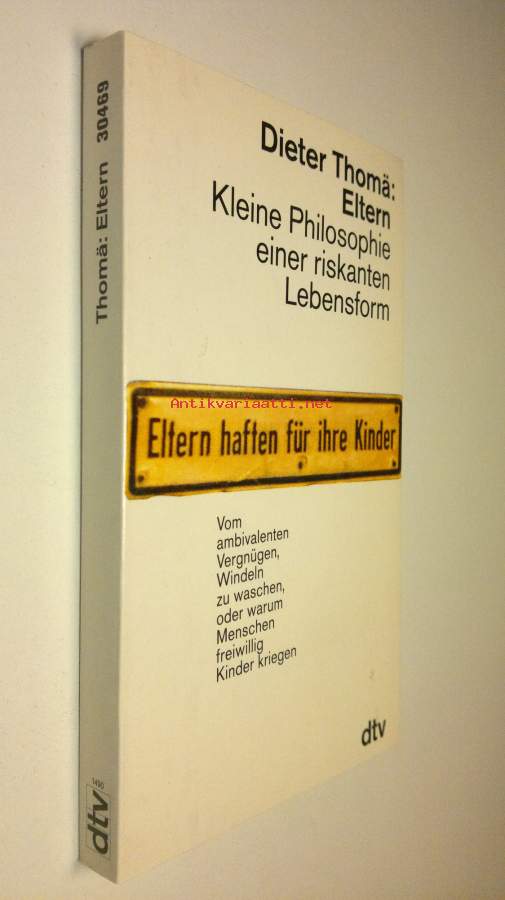 Thomä: Eltern 30469
1490
dtv
Dieter Thomä:
Eltern
Kleine Philosophie
einer riskanten
Lebensform
Antikvariaatti.net
Eltern haften für ihre Kinder
Vom
ambivalenten
Vergnügen,
Windeln
zu waschen,
oder warum
Menschen
freiwillig
Kinder kriegen
dtv